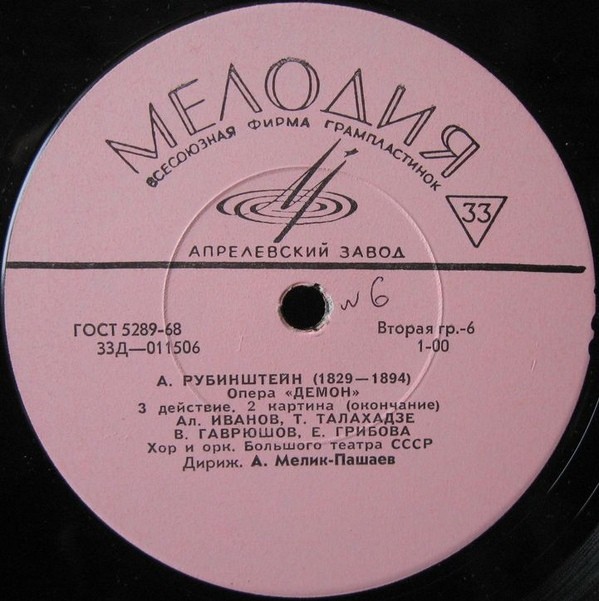 МЕЛОДИЯ
ВСЕСОЮЗНАЯ ФИРМА ГРАМПЛАСТИНОК
33
АПРЕЛЕВСКИЙ ЗАВОД
№ 6
ГОСТ 5289-68
33Д—011506
Вторая гр.-6
1-00
А. РУБИНШТЕЙН (1829—1894)
Опера «ДЕМОН»
3 действие, 2 картина (окончание)
Ал. ИВАНОВ, Т. ТАЛАХАДЗЕ
В. ГАВРЮШОВ, Е. ГРИБОВА
Хор и орк. Большого театра СССР
Дириж. А. Мелик-Пашаев